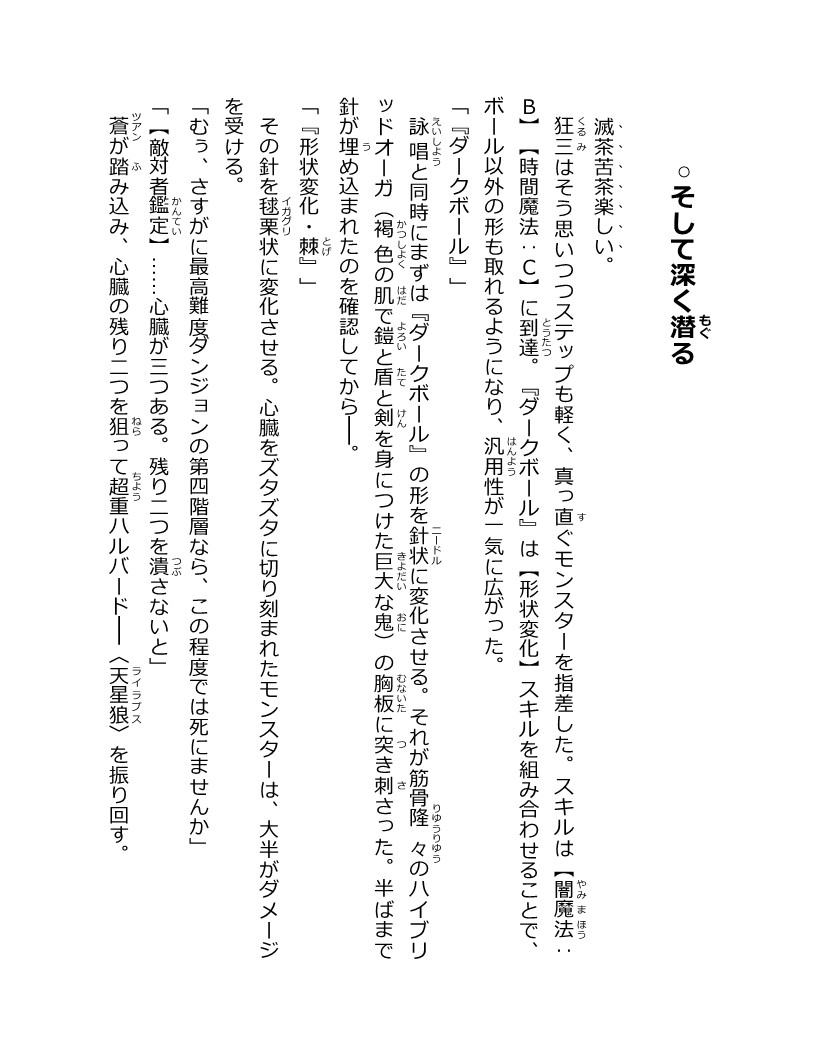 ○そして深く潜る
滅茶苦茶楽しい。
狂三はそう思いつつステップも軽く、真っ直ぐモンスターを指差した。スキルは【闇魔法：
Ｂ】【時間魔法：Ｃ】に到達。『ダークボール』は【形状変化】スキルを組み合わせることで、
ボール以外の形も取れるようになり、汎用性が一気に広がった。
「『ダークボール』」
詠唱と同時にまずは『ダークボール』の形を針状に変化させる。それが筋骨隆々のハイブリ
ッドオーガ（褐色の肌で鎧と盾と剣を身につけた巨大な鬼）の胸板に突き刺さった。半ばまで
針が埋め込まれたのを確認してから――。
「『形状変化・棘』」
その針を毬栗状に変化させる。心臓をズタズタに切り刻まれたモンスターは、大半がダメージ
を受ける。
「むぅ、さすがに最高難度ダンジョンの第四階層なら、この程度では死にませんか」
「【敵対者鑑定】……心臓が三つある。残り二つを潰さないと」
蒼が踏み込み、心臓の残り二つを狙って超重ハルバード――〈天星狼〉を振り回す。